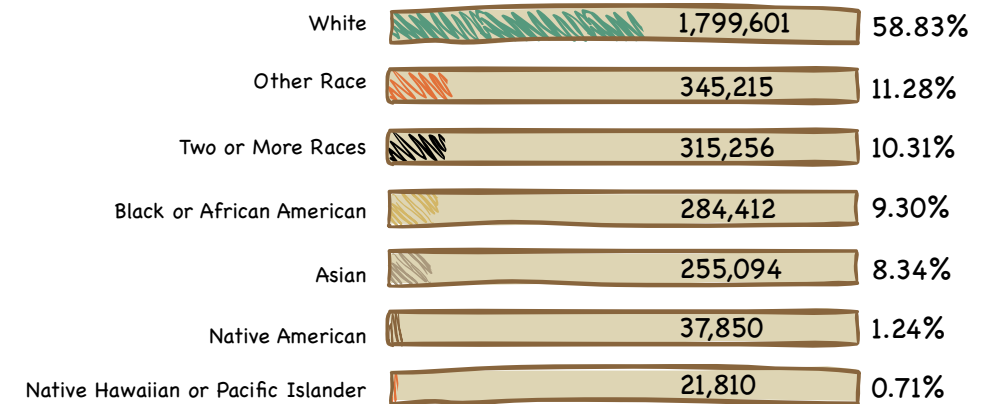 White 1,799,601 58.83%
Other Race 345,215 11.28%
Two or More Races 315,256 10.31%
Black or African American 284,412 9.30%
Asian 255,094 8.34%
Native American 37,850 1.24%
Native Hawaiian or Pacific Islander 21,810 0.71%